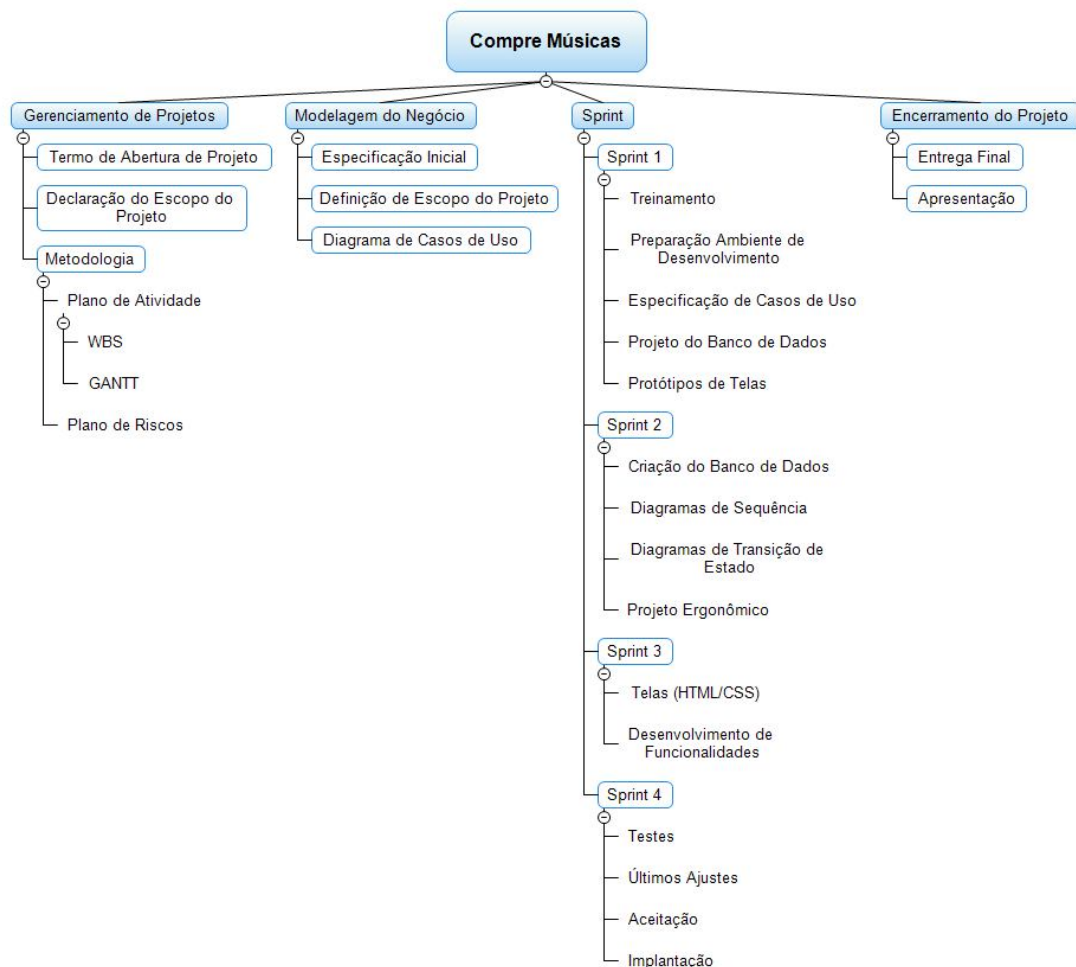 Compre Músicas
Gerenciamento de Projetos
Termo de Abertura de Projeto
Declaração do Escopo do
Projeto
Metodologia
Plano de Atividade
WBS
GANTT
Plano de Riscos
Modelagem do Negócio
Especificação Inicial
Definição de Escopo do Projeto
Diagrama de Casos de Uso
Sprint
Sprint 1
Treinamento
Preparação Ambiente de
Desenvolvimento
Especificação de Casos de Uso
Projeto do Banco de Dados
Protótipos de Telas
Sprint 2
Criação do Banco de Dados
Diagramas de Sequência
Diagramas de Transição de
Estado
Projeto Ergonômico
Sprint 3
Telas (HTML/CSS)
Desenvolvimento de
Funcionalidades
Sprint 4
Testes
Últimos Ajustes
Aceitação
Implantação
Encerramento do Projeto
Entrega Final
Apresentação